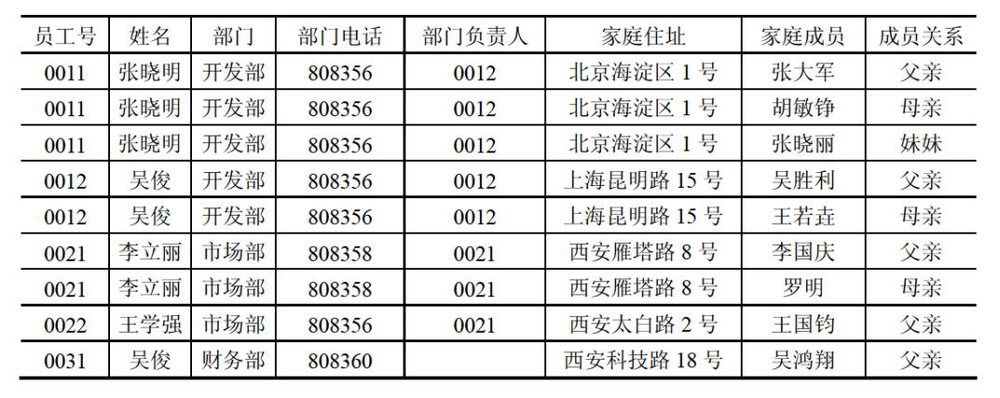 员工号 姓名 部门 部门电话 部门负责人 家庭住址 家庭成员 成员关系
0011 张晓明 开发部 808356 0012 北京海淀区 1 号 张大军 父亲
0011 张晓明 开发部 808356 0012 北京海淀区 1 号 胡敏铮 母亲
0011 张晓明 开发部 808356 0012 北京海淀区 1 号 张晓丽 妹妹
0012 吴俊 开发部 808356 0012 上海昆明路 15 号 吴胜利 父亲
0012 吴俊 开发部 808356 0012 上海昆明路 15 号 王若垚 母亲
0021 李立丽 市场部 808358 0021 西安雁塔路 8 号 李国庆 父亲
0021 李立丽 市场部 808358 0021 西安雁塔路 8 号 罗明 母亲
0022 王学强 市场部 808356 0021 西安太白路 2 号 王国钧 父亲
0031 吴俊 财务部 808360 西安科技路 18 号 吴鸿翔 父亲